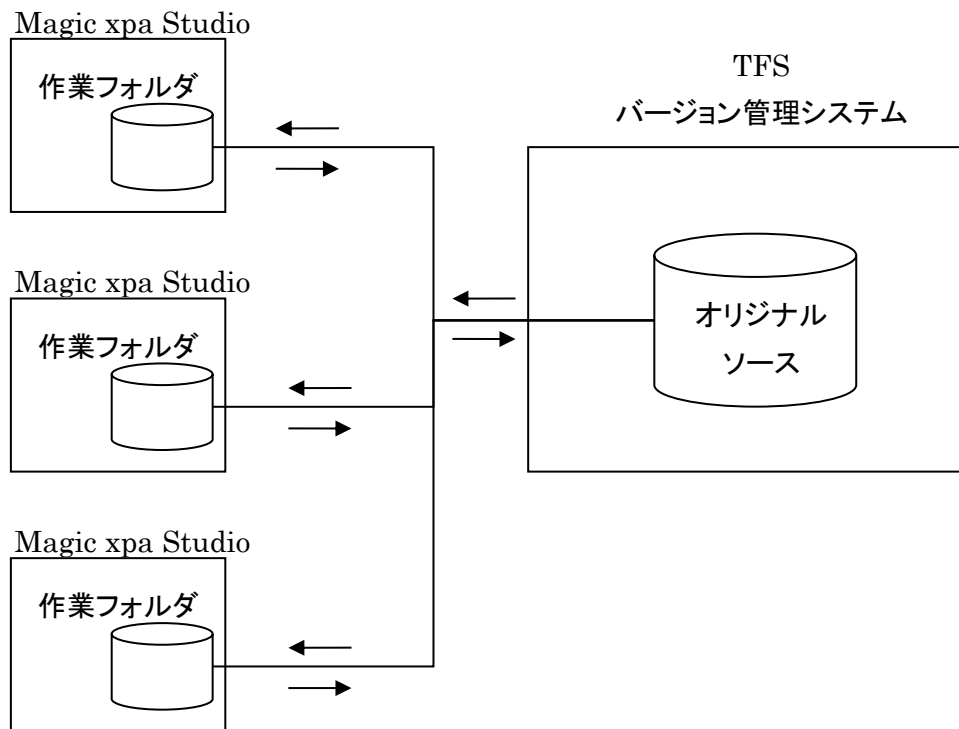 Magic xpa Studio
作業フォルダ
TFS
バージョン管理システム
Magic xpa Studio
作業フォルダ
オリジナル
ソース
Magic xpa Studio
作業フォルダ